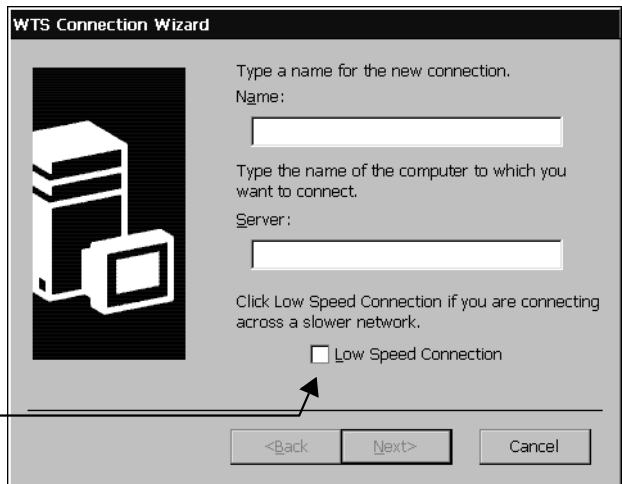 WTS Connection Wizard
Type a name for the new connection.
Name:
Type the name of the computer to which you
want to connect.
Server:
Click Low Speed Connection if you are connecting
across a slower network.
Low Speed Connection
<Back
Next>
Cancel